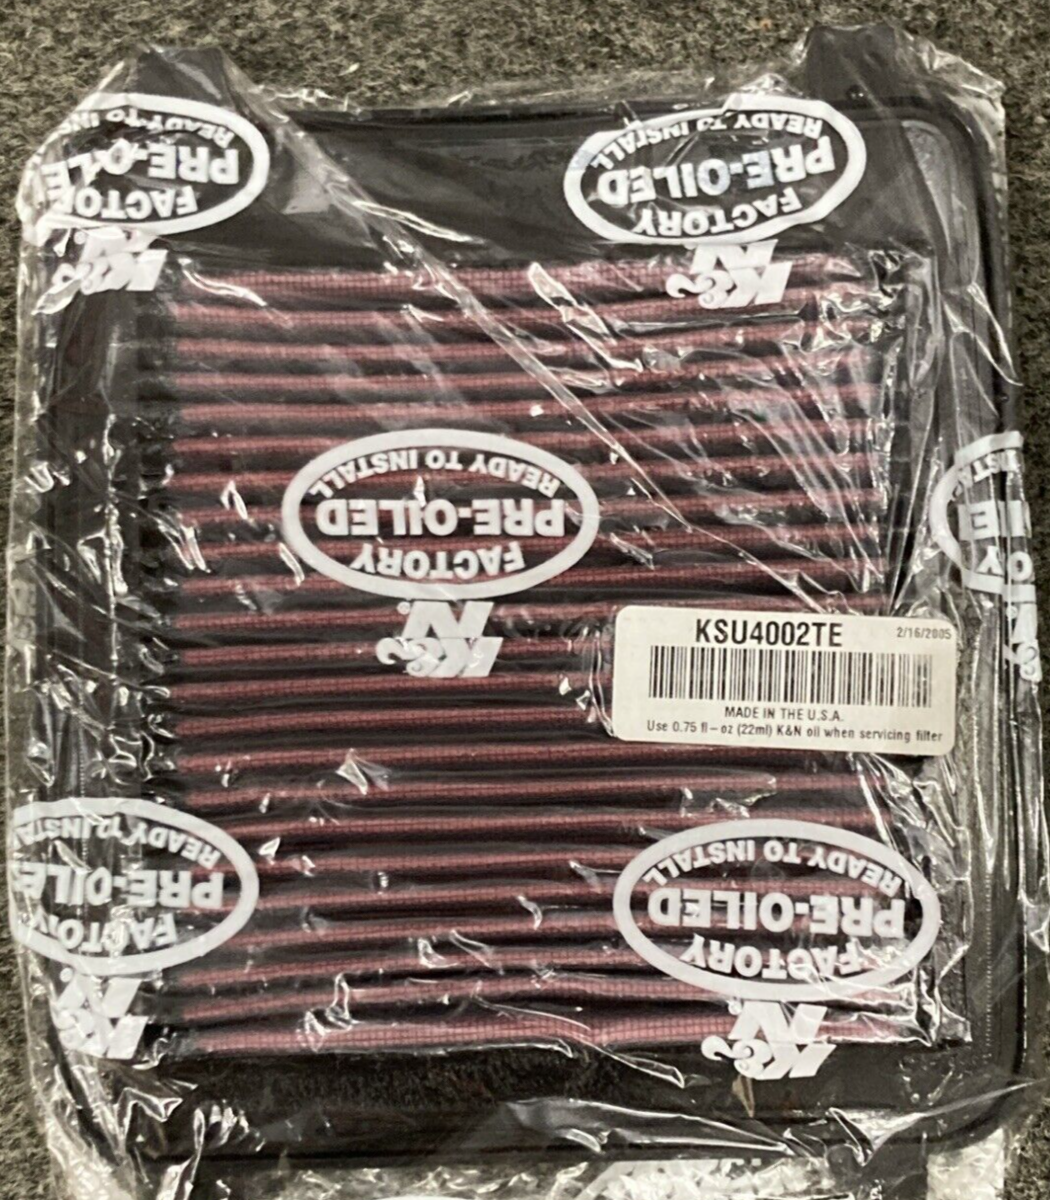 READY TO INSTALL
PRE-OILED
FACTORY
K&N
READY TO INSTALL
PRE-OILED
FACTORY
K&N
READY TO INSTALL
PRE-OILED
FACTORY
K&N
KSU4002TE
2/16/2005
MADE IN THE U.S.A.
Use 0.75 fl-oz (22ml) K&N oil when servicing filter
READY TO INSTALL
PRE-OILED
FACTORY
K&N
READY TO INSTALL
PRE-OILED
FACTORY
K&N